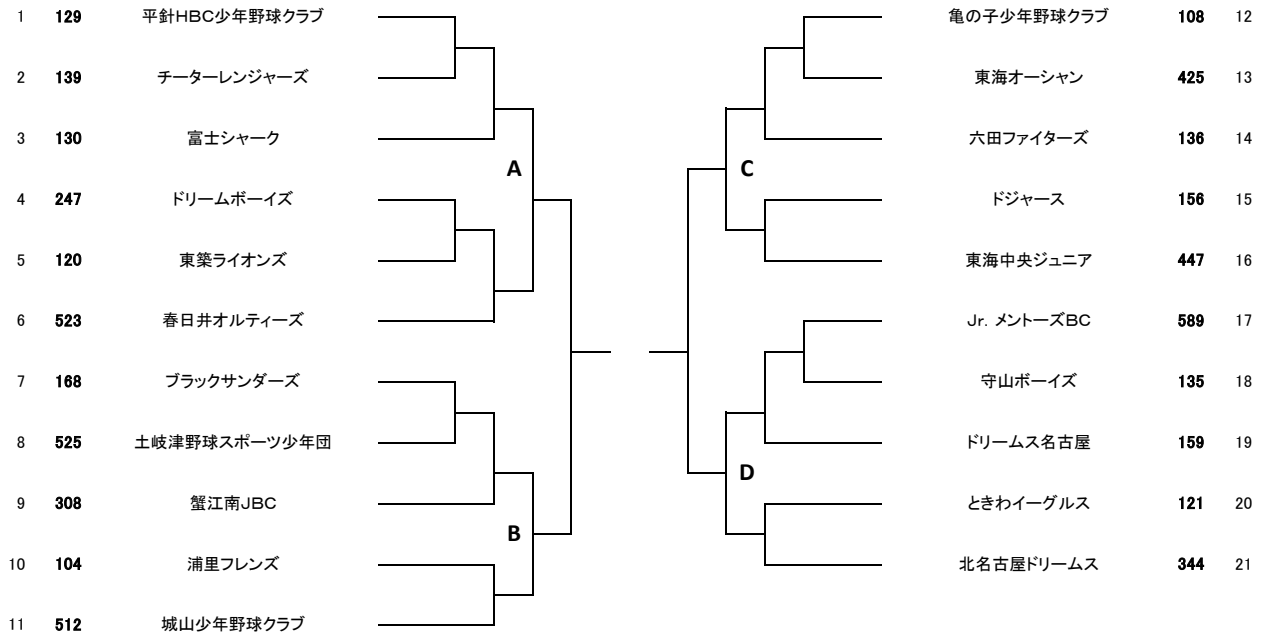 1 129 平針HBC少年野球クラブ
2 139 チーターレンジャーズ
3 130 富士シャーク
A
4 247 ドリームボーイズ
5 120 東築ライオンズ
6 523 春日井オルティーズ
7 168 ブラックサンダーズ
8 525 土岐津野球スポーツ少年団
9 308 蟹江南JBC
B
10 104 浦里フレンズ
11 512 城山少年野球クラブ
亀の子少年野球クラブ 108 12
東海オーシャン 425 13
六田ファイターズ 136 14
C
ドジャース 156 15
東海中央ジュニア 447 16
Jr. メントーズBC 589 17
守山ボーイズ 135 18
ドリームス名古屋 159 19
D
ときわイーグルス 121 20
北名古屋ドリームス 344 21